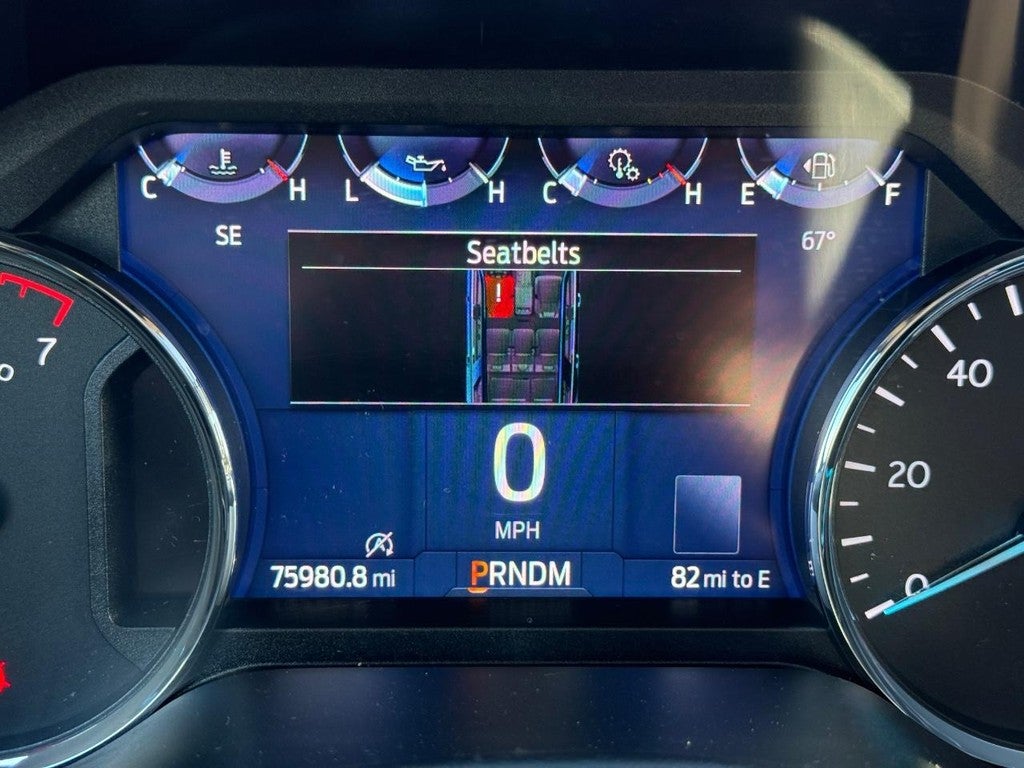 C H L H C H E F
SE
67°
Seatbelts
!
7
40
20
0
0
MPH
A
75980.8 mi
PRNDM
82 mi to E